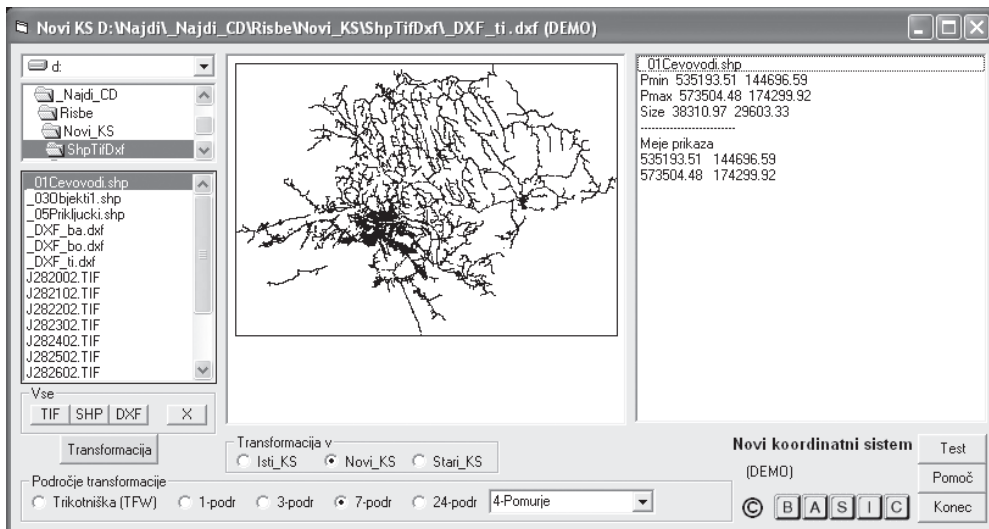 Novi KS D:\Najdi\_Najdi_CD\Risbe\Novi_KS\ShpTifDxf\_DXF_ti.dxf (DEMO)
d:
_Najdi_CD
Risbe
Novi_KS
ShpTifDxf
_01Cevovodi.shp
_03Objekti1.shp
_05Prikljucki.shp
_DXF_ba.dxf
_DXF_bo.dxf
_DXF_ti.dxf
J282002.TIF
J282102.TIF
J282202.TIF
J282302.TIF
J282402.TIF
J282502.TIF
J282602.TIF
Vse
TIF SHP DXF X
Transformacija
_01Cevovodi.shp
Pmin 535193.51 144696.59
Pmax 573504.48 174299.92
Size 38310.97 29603.33
-------------------------
Meje prikaza
535193.51 144696.59
573504.48 174299.92
Transformacija v
Isti_KS Novi_KS Stari_KS
Področje transformacije
Trikotniška (TFW) 1-podr 3-podr 7-podr 24-podr 4-Pomurje
Novi koordinatni sistem
(DEMO)
© B A S I C
Test
Pomoč
Konec